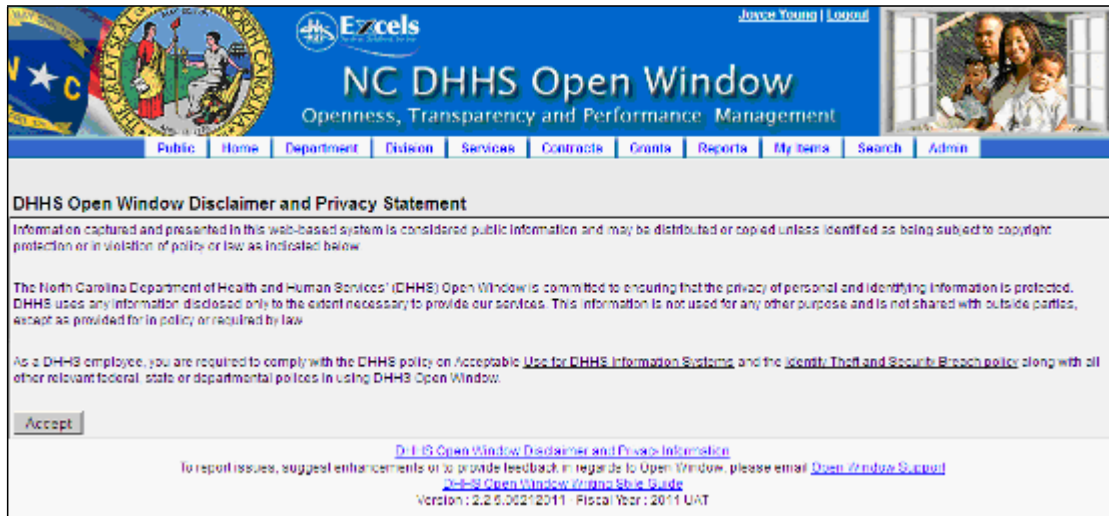 Excels
Joyce Young | Logout
NC DHHS Open Window
Openness, Transparency and Performance Management
Public Home Department Division Services Contracts Grants Reports My Items Search Admin
DHHS Open Window Disclaimer and Privacy Statement
Information captured and presented in this web-based system is considered public information and may be distributed or copied unless identified as being subject to copyright
protection or in violation of policy or law as indicated below
The North Carolina Department of Health and Human Services' (DHHS) Open Window is committed to ensuring that the privacy of personal and identifying information is protected.
DHHS uses any information disclosed only to the extent necessary to provide our services. This information is not used for any other purpose and is not shared with outside parties,
except as provided for in policy or required by law
As a DHHS employee, you are required to comply with the DHHS policy on Acceptable Use for DHHS Information Systems and the Identity Theft and Security Breach policy along with all
other relevant federal, state or departmental polices in using DHHS Open Window.
Accept
DHHS Open Window Disclaimer and Privacy Information
To report issues, suggest enhancements or to provide feedback in regards to Open Window, please email Open Window Support
DHHS Open Window Writing Style Guide
Fiscal Year : 2011 UAT